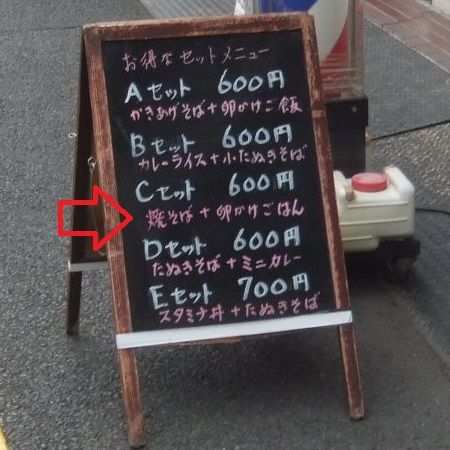 お得なセットメニュー
Aセット 600円
かきあげそば+卵かけご飯
Bセット 600円
カレーライス+小たぬきそば
Cセット 600円
焼そば+卵かけごはん
Dセット 600円
たぬきそば+ミニカレー
Eセット 700円
スタミナ丼+たぬきそば